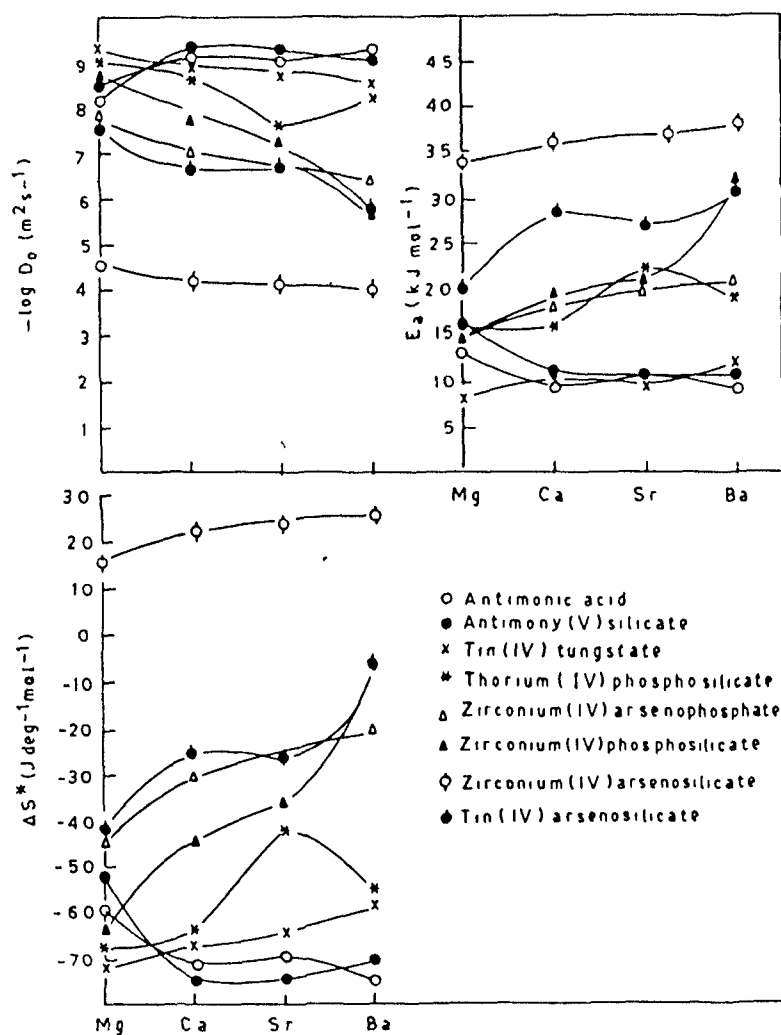 -log D₀ (m²s⁻¹)
9
8
7
6
5
4
3
2
1
0
Eₐ (kJ mol⁻¹)
45
40
35
30
25
20
15
10
5
Mg Ca Sr Ba
ΔS* (J deg⁻¹mol⁻¹)
30
20
10
0
-10
-20
-30
-40
-50
-60
-70
Mg Ca Sr Ba
○ Antimonic acid
● Antimony(V)silicate
x Tin(IV) tungstate
* Thorium(IV)phosphosilicate
△ Zirconium(IV)arsenophosphate
▲ Zirconium(IV)phosphosilicate
Zirconium(IV)arsenosilicate
Tin(IV)arsenosilicate